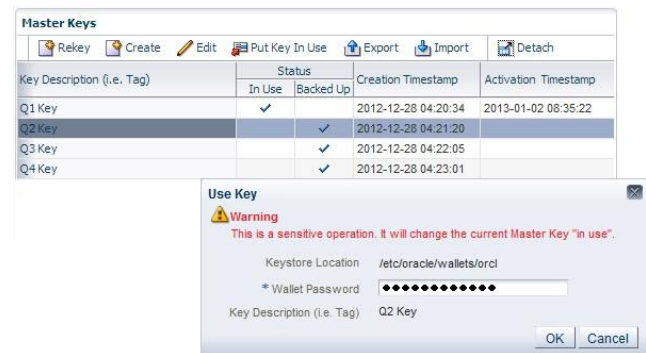 Master Keys
Rekey Create Edit Put Key In Use Export Import Detach
Key Description (i.e. Tag) Status Creation Timestamp Activation Timestamp
In Use Backed Up
Q1 Key 2012-12-28 04:20:34 2013-01-02 08:35:22
Q2 Key 2012-12-28 04:21:20
Q3 Key 2012-12-28 04:22:05
Q4 Key 2012-12-28 04:23:01
Use Key
Warning
This is a sensitive operation. It will change the current Master Key "in use".
Keystore Location /etc/oracle/wallets/orcl
* Wallet Password ●●●●●●●●●●●●
Key Description (i.e. Tag) Q2 Key
OK Cancel